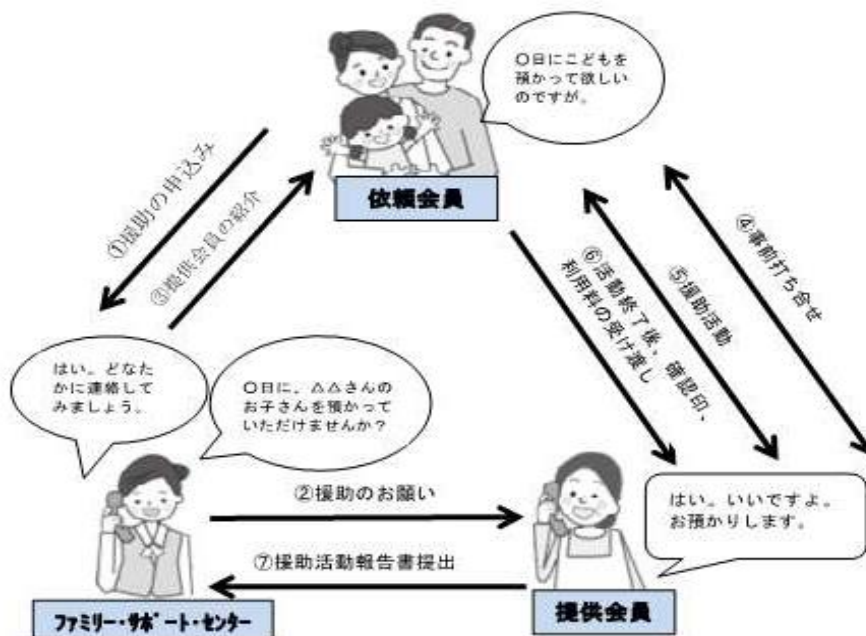 〇日にこどもを
預かって欲しい
のですが。
依頼会員
①援助の申込み
③提供会員の紹介
④事前打ち合せ
⑤援助活動
⑥活動終了後、確認印、
利用料の受け渡し
はい。どなた
かに連絡して
みましょう。
〇日に、△△さんの
お子さんを預かって
いただけませんか？
②援助のお願い
はい。いいですよ。
お預かりします。
⑦援助活動報告書提出
ファミリー・サポート・センター
提供会員